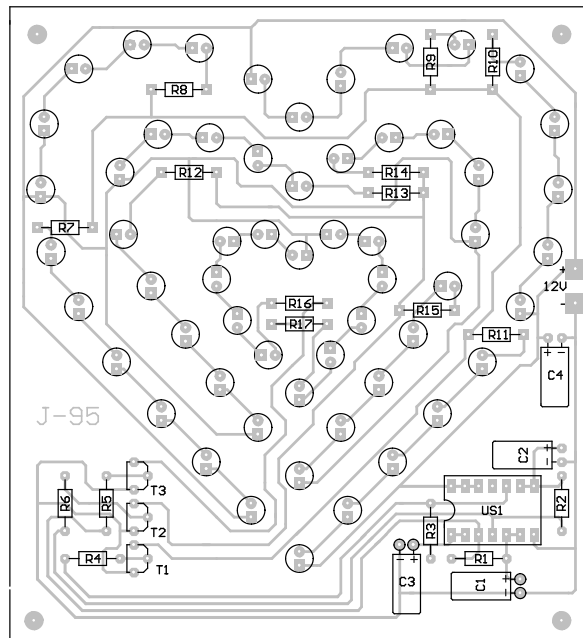 R9
R10
R8
R12
R14
R13
R7
+
12V
-
R16
R17
R15
R11
C4
J-95
C2
+
-
R6
R5
T3
T2
R4
T1
US1
R2
R3
R1
C3
C1